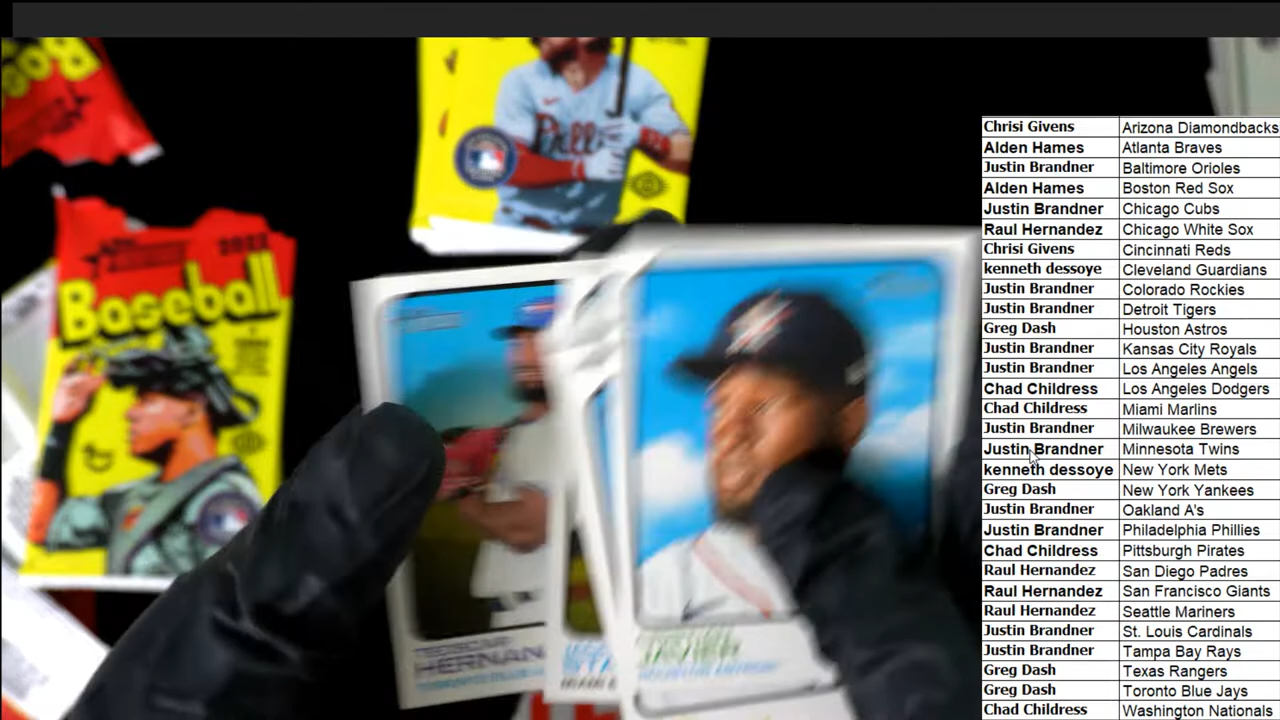 2022
Baseball
Phill
HERNAN
JAVIER
Chrisi Givens Arizona Diamondbacks
Alden Hames Atlanta Braves
Justin Brandner Baltimore Orioles
Alden Hames Boston Red Sox
Justin Brandner Chicago Cubs
Raul Hernandez Chicago White Sox
Chrisi Givens Cincinnati Reds
kenneth dessoye Cleveland Guardians
Justin Brandner Colorado Rockies
Justin Brandner Detroit Tigers
Greg Dash Houston Astros
Justin Brandner Kansas City Royals
Justin Brandner Los Angeles Angels
Chad Childress Los Angeles Dodgers
Chad Childress Miami Marlins
Justin Brandner Milwaukee Brewers
Justin Brandner Minnesota Twins
kenneth dessoye New York Mets
Greg Dash New York Yankees
Justin Brandner Oakland A's
Justin Brandner Philadelphia Phillies
Chad Childress Pittsburgh Pirates
Raul Hernandez San Diego Padres
Raul Hernandez San Francisco Giants
Raul Hernandez Seattle Mariners
Justin Brandner St. Louis Cardinals
Justin Brandner Tampa Bay Rays
Greg Dash Texas Rangers
Greg Dash Toronto Blue Jays
Chad Childress Washington Nationals